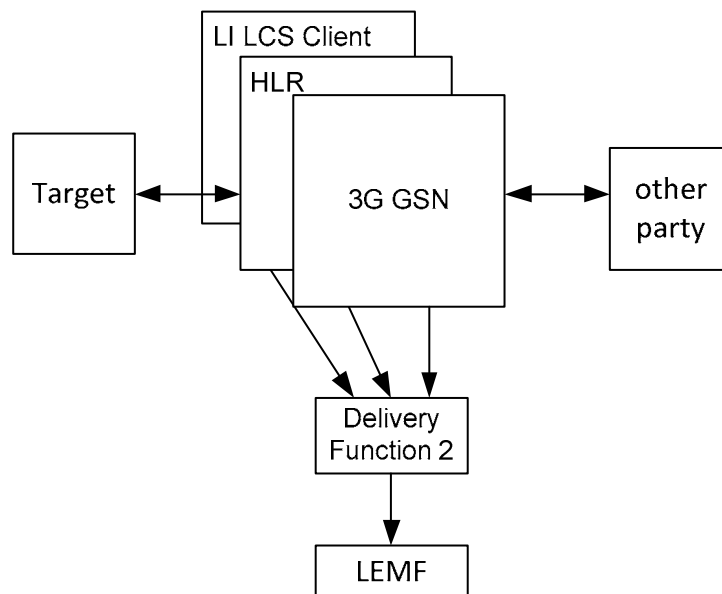 LI LCS Client
HLR
Target
3G GSN
other
party
Delivery
Function 2
LEMF